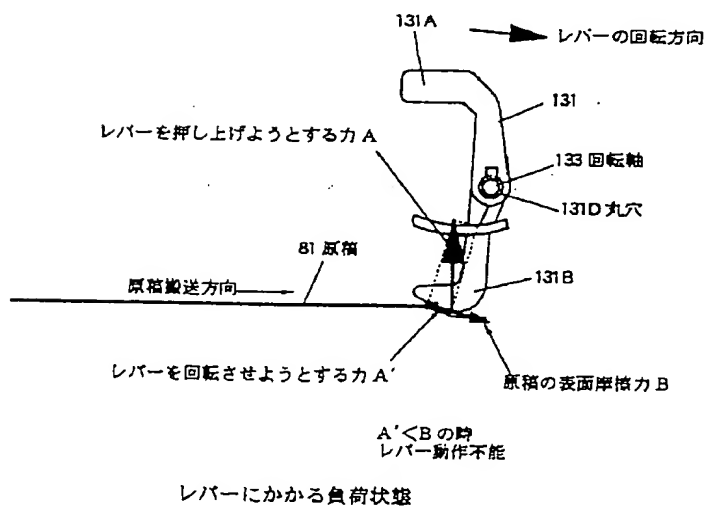 131A
レバーの回転方向
131
レバーを押し上げようとする力 A
133 回転軸
131D 丸穴
81 原稿
原稿搬送方向
131B
レバーを回転させようとする力 A'
原稿の表面摩擦力 B
A'<B の時
レバー動作不能
レバーにかかる負荷状態